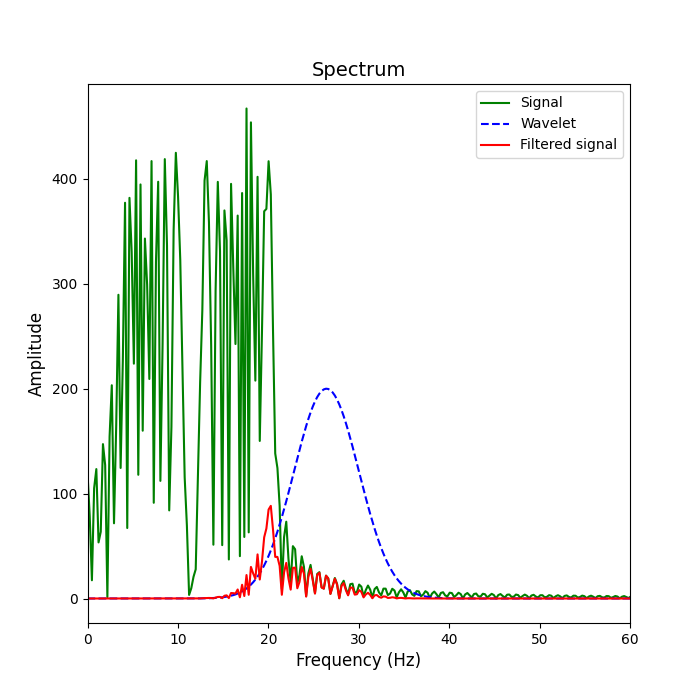 Spectrum
Signal
Wavelet
Filtered signal
400
300
200
100
0
Amplitude
0 10 20 30 40 50 60
Frequency (Hz)